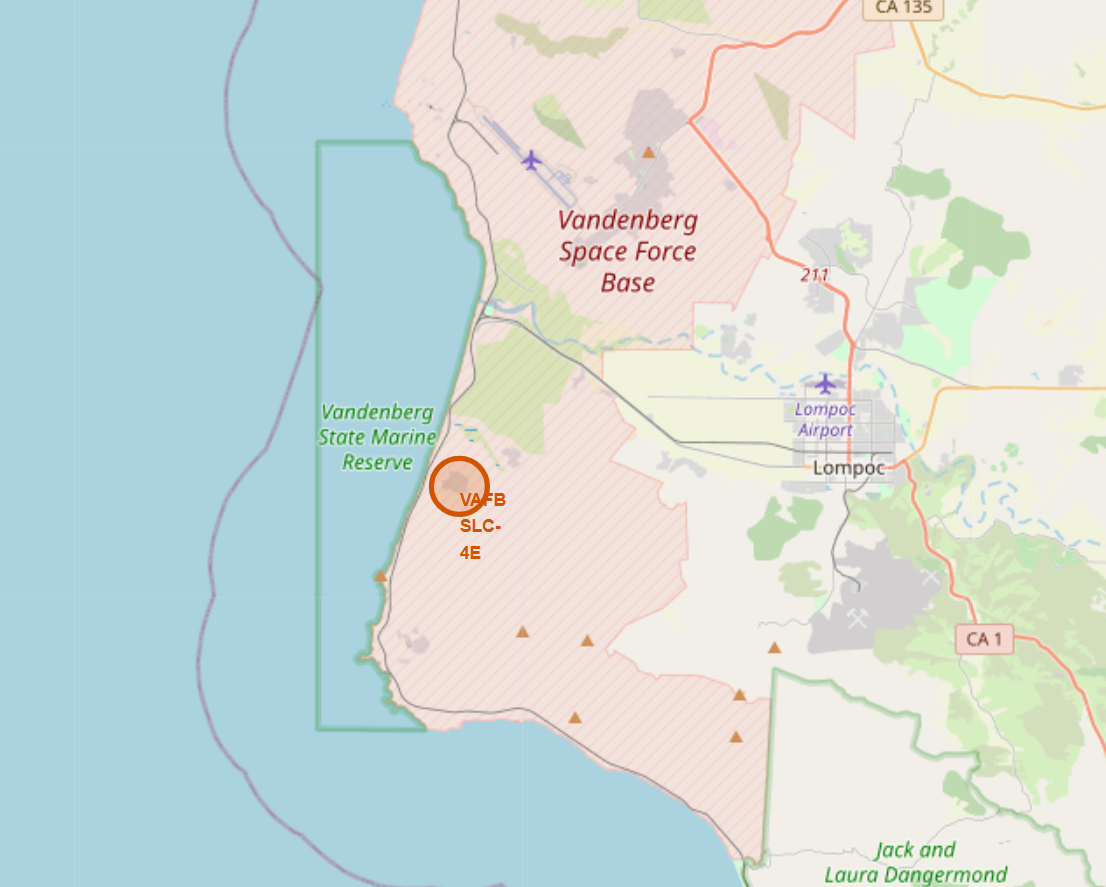 CA 135
Vandenberg
Space Force
Base
211
Vandenberg
State Marine
Reserve
Lompoc
Airport
Lompoc
VAFB
SLC-
4E
CA 1
Jack and
Laura Dangermond